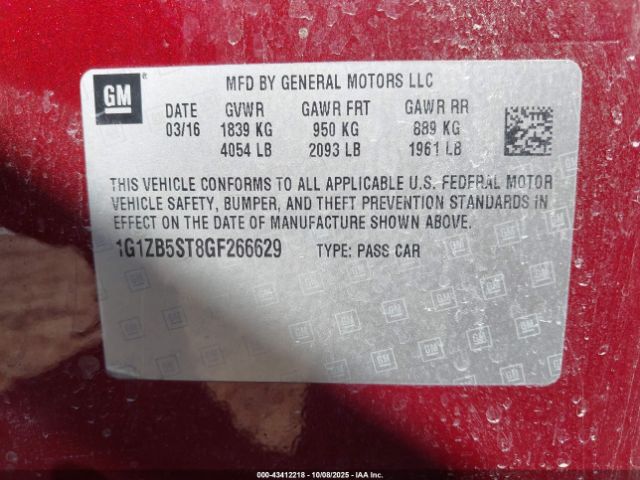 GM
MFD BY GENERAL MOTORS LLC
DATE GVWR GAWR FRT GAWR RR
03/16 1839 KG 950 KG 889 KG
4054 LB 2093 LB 1961 LB
THIS VEHICLE CONFORMS TO ALL APPLICABLE U.S. FEDERAL MOTOR
VEHICLE SAFETY, BUMPER, AND THEFT PREVENTION STANDARDS IN
EFFECT ON THE DATE OF MANUFACTURE SHOWN ABOVE.
1G1ZB5ST8GF266629 TYPE: PASS CAR
000-43412218 - 10/08/2025 - IAAI.com